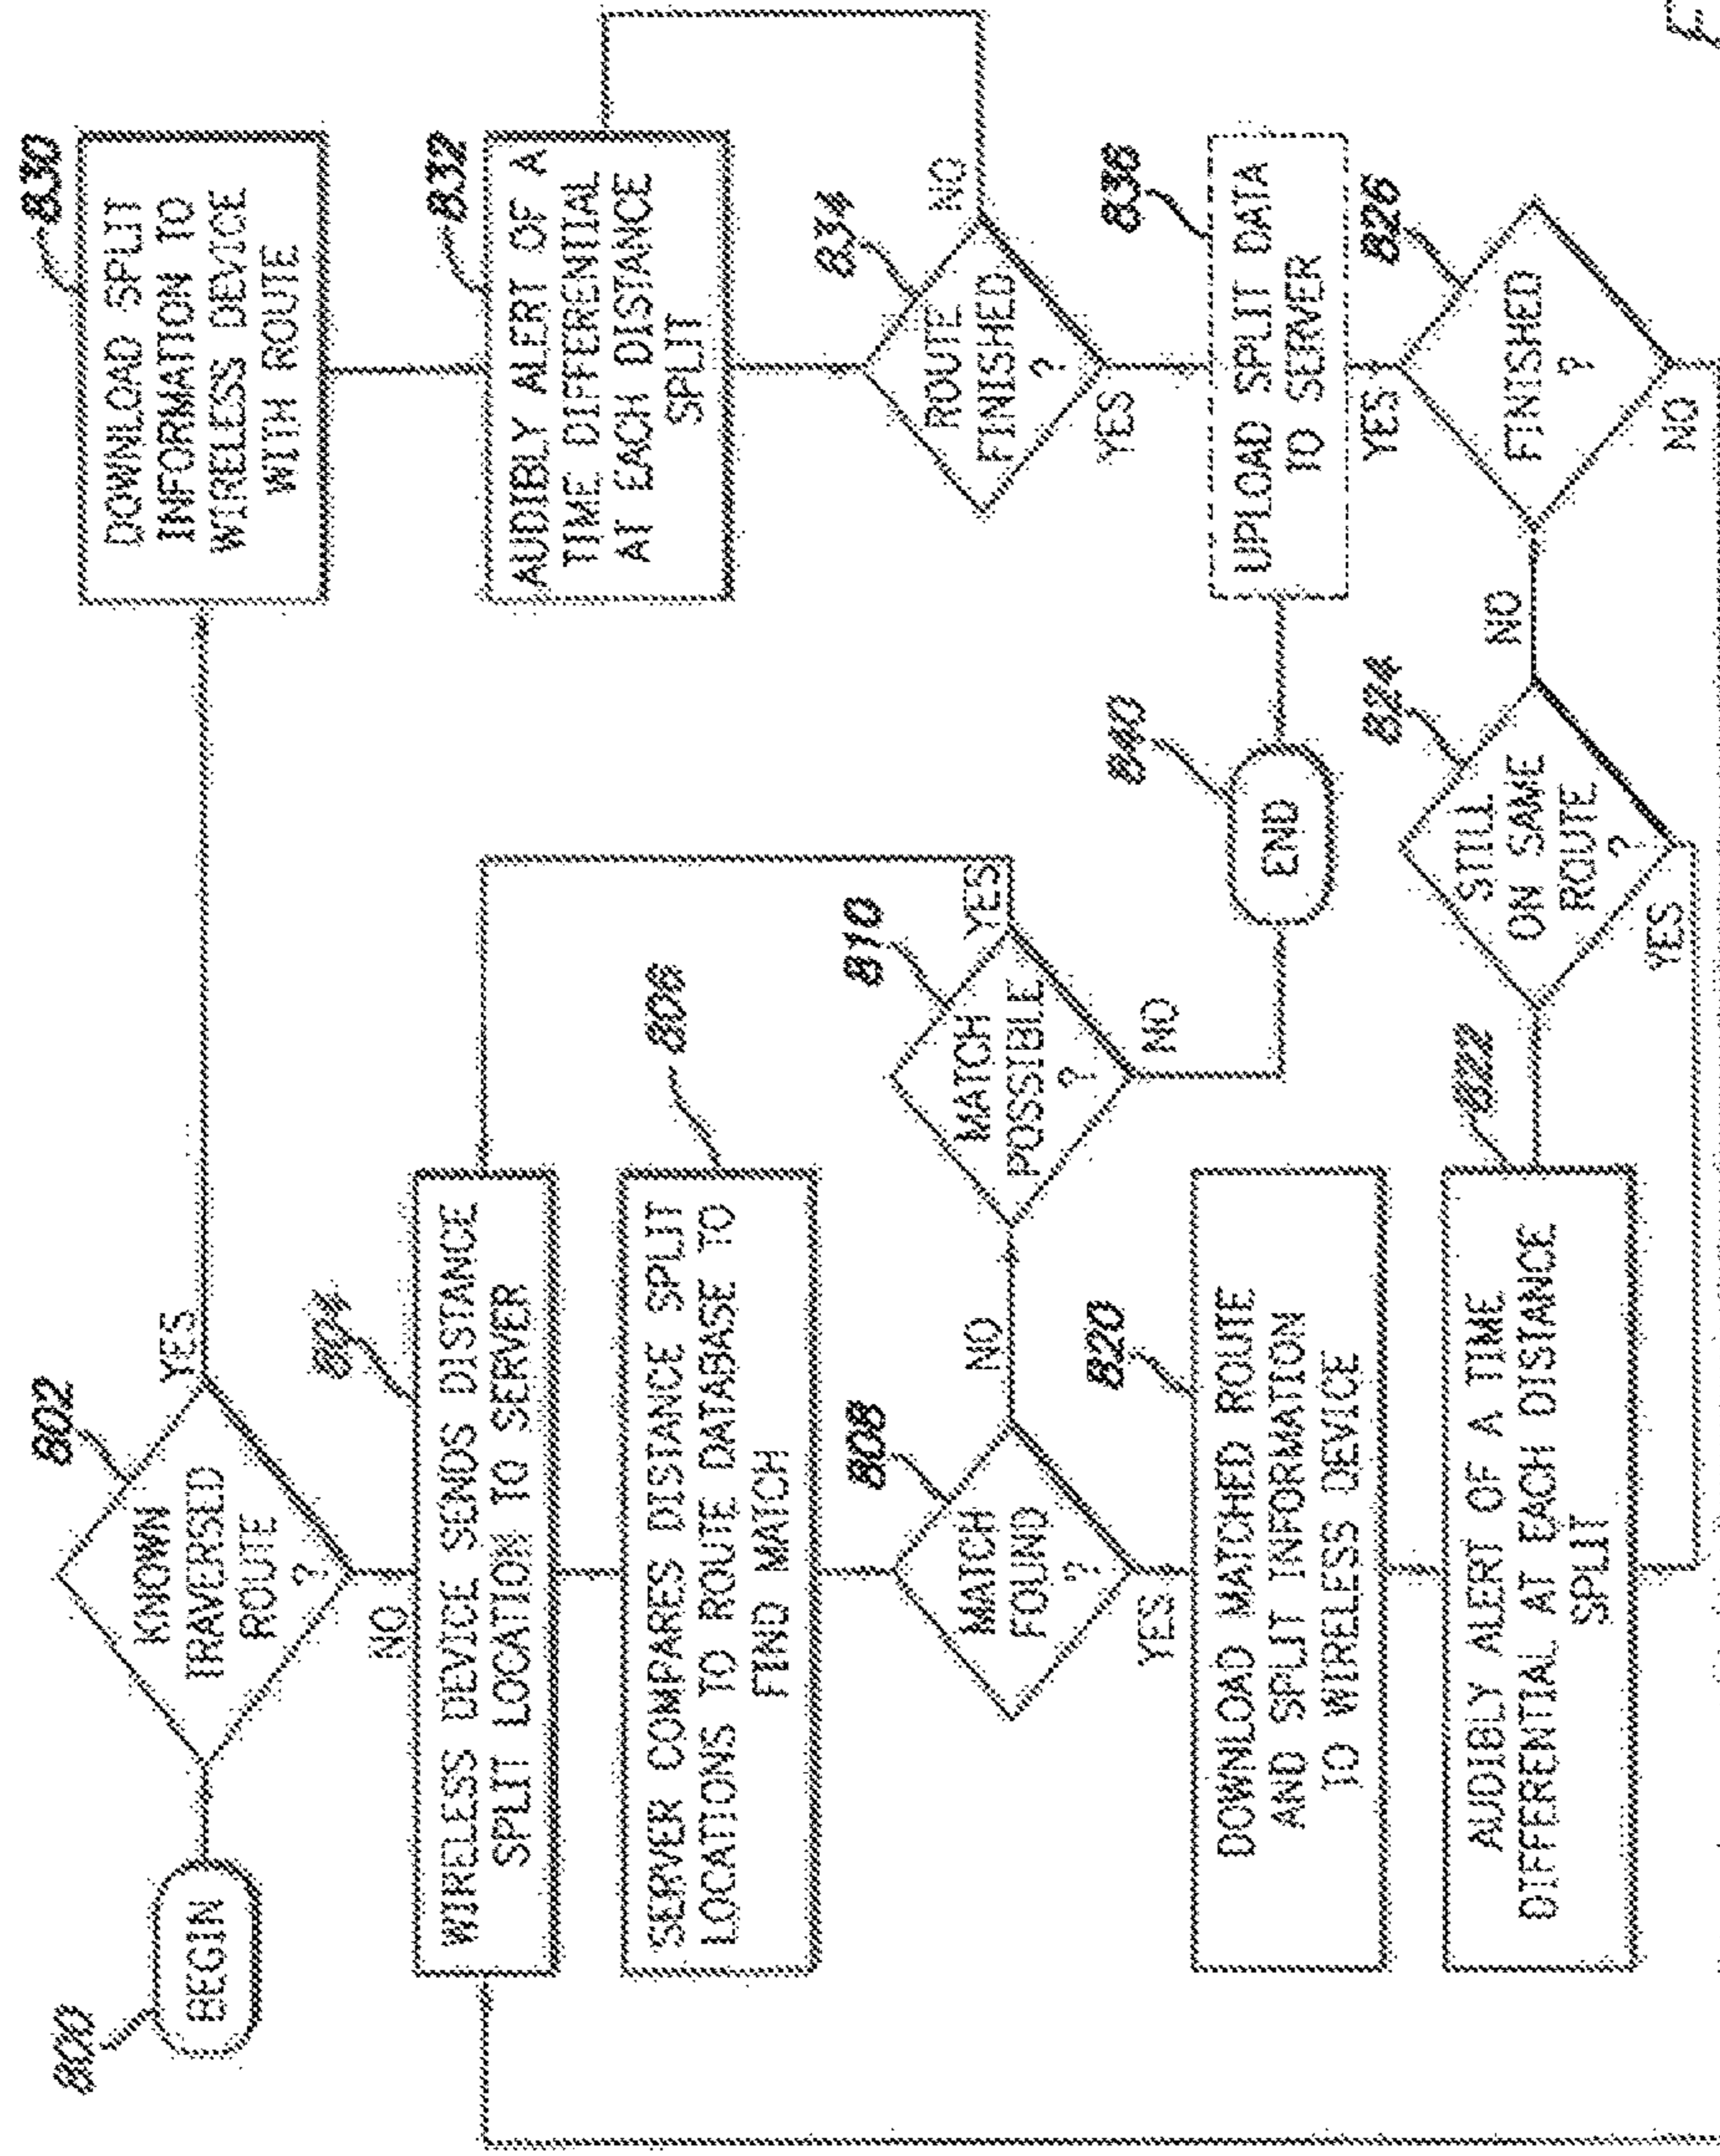 800
BEGIN
802
KNOWN
TRAVERSED
ROUTE
?
YES
NO
830
DOWNLOAD SPLIT
INFORMATION TO
WIRELESS DEVICE
WITH ROUTE
804
WIRELESS DEVICE SENDS DISTANCE
SPLIT LOCATION TO SERVER
832
AUDIBLY ALERT OF A
TIME DIFFERENTIAL
AT EACH DISTANCE
SPLIT
806
SERVER COMPARES DISTANCE SPLIT
LOCATIONS TO ROUTE DATABASE TO
FIND MATCH
808
MATCH
FOUND
?
NO
YES
810
MATCH
POSSIBLE
?
YES
NO
834
ROUTE
FINISHED
?
NO
YES
820
DOWNLOAD MATCHED ROUTE
AND SPLIT INFORMATION
TO WIRELESS DEVICE
840
END
836
UPLOAD SPLIT DATA
TO SERVER
822
AUDIBLY ALERT OF A TIME
DIFFERENTIAL AT EACH DISTANCE
SPLIT
824
STILL
ON SAME
ROUTE
?
NO
YES
826
YES
FINISHED
?
NO